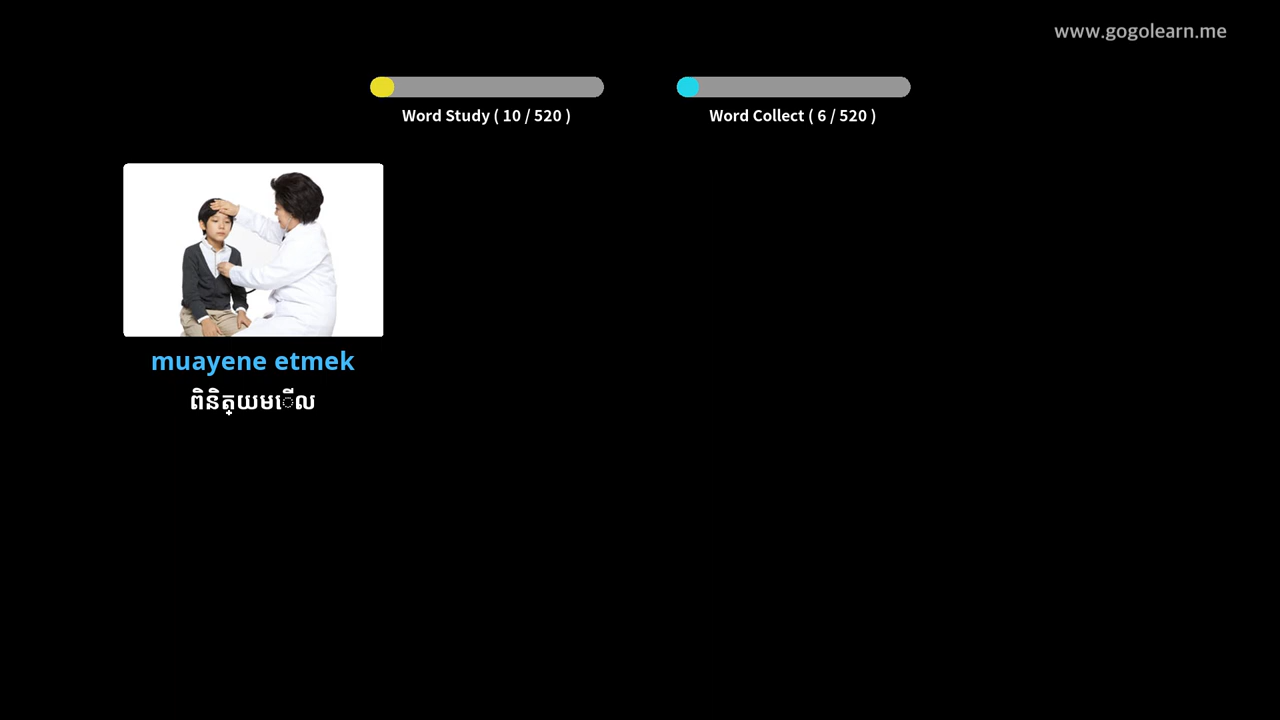 www.gogolearn.me
Word Study ( 10 / 520 )
Word Collect ( 6 / 520 )
muayene etmek
ពិនិត្យមើល